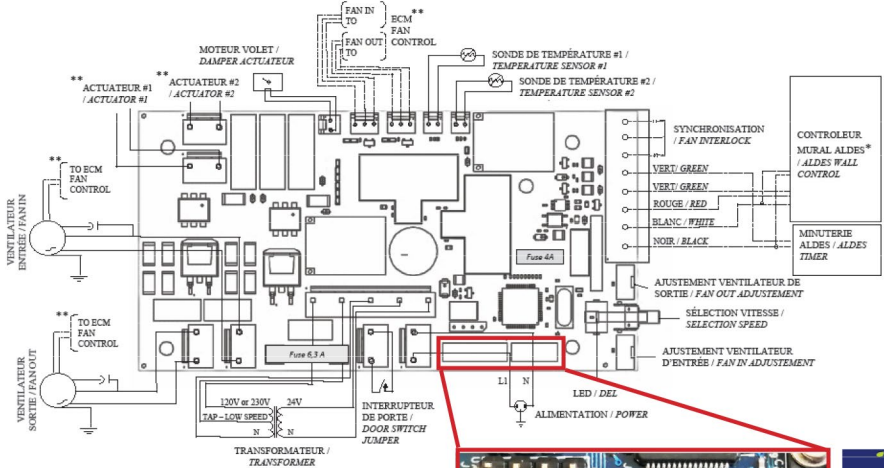 FAN IN
TO
FAN OUT
TO
ECM **
FAN
CONTROL
MOTEUR VOLET /
DAMPER ACTUATEUR
SONDE DE TEMPÉRATURE #1 /
TEMPERATURE SENSOR #1
SONDE DE TEMPÉRATURE #2 /
TEMPERATURE SENSOR #2
**
ACTUATEUR #1
/ ACTUATOR #1
**
ACTUATEUR #2
/ ACTUATOR #2
SYNCHRONISATION
/ FAN INTERLOCK
CONTROLEUR
MURAL ALDES*
/ ALDES WALL
CONTROL
VERT/ GREEN
VERT/ GREEN
ROUGE / RED
BLANC / WHITE
NOIR / BLACK
MINUTERIE
ALDES / ALDES
TIMER
**
TO ECM
FAN
CONTROL
VENTILATEUR
ENTRÉE / FAN IN
Fuse 4A
AJUSTEMENT VENTILATEUR DE
SORTIE / FAN OUT ADJUSTEMENT
SÉLECTION VITESSE /
SELECTION SPEED
AJUSTEMENT VENTILATEUR
D'ENTRÉE / FAN IN ADJUSTEMENT
**
TO ECM
FAN
CONTROL
VENTILATEUR
SORTIE / FAN OUT
Fuse 6,3 A
L1 N
LED / DEL
ALIMENTATION / POWER
120V or 230V 24V
TAP – LOW SPEED
N N
TRANSFORMATEUR /
TRANSFORMER
INTERRUPTEUR
DE PORTE /
DOOR SWITCH
JUMPER